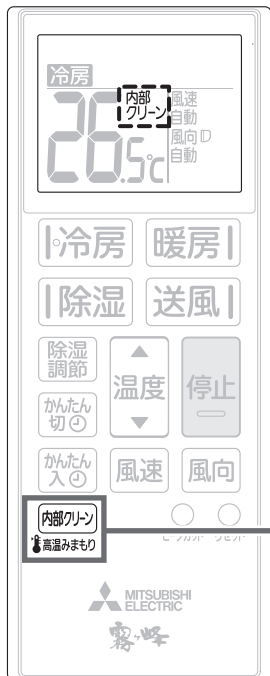 冷房
内部
クリーン
26.5℃
風速
自動
風向
自動
冷房 暖房
除湿 送風
除湿
調節
温度
停止
かんたん
切
かんたん
入
風速 風向
内部クリーン
高温みまもり
MITSUBISHI
ELECTRIC
霧ヶ峰